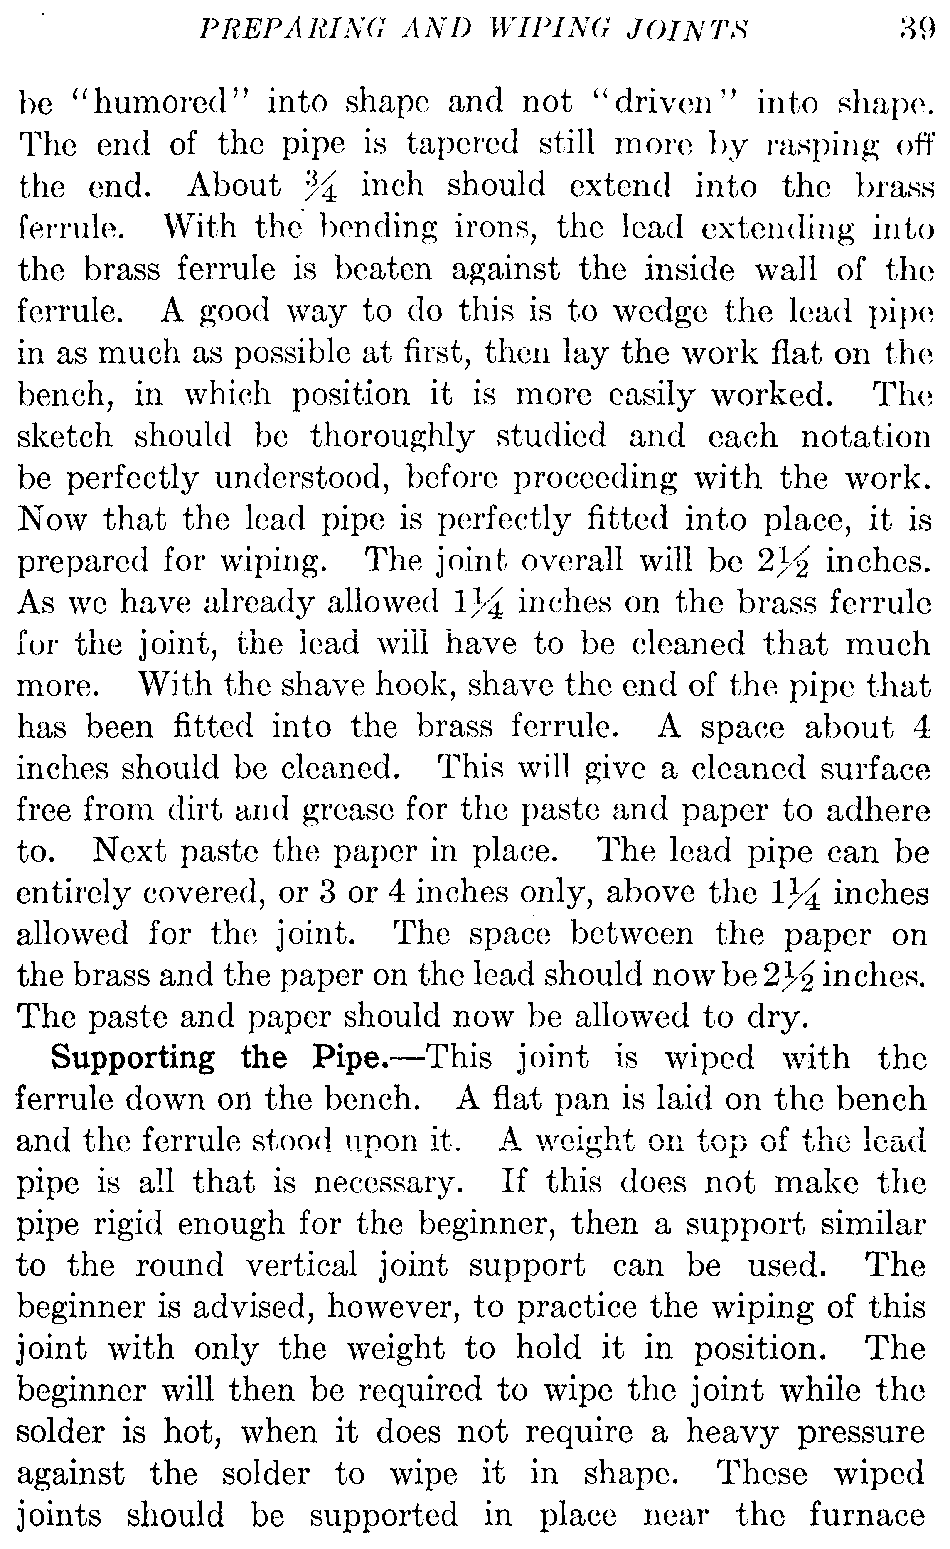 PREPARING AND WIPING JOINTS 39
be "humored" into shape and not "driven" into shape.
The end of the pipe is tapered still more by rasping off
the end. About ¾ inch should extend into the brass
ferrule. With the bending irons, the lead extending into
the brass ferrule is beaten against the inside wall of the
ferrule. A good way to do this is to wedge the lead pipe
in as much as possible at first, then lay the work flat on the
bench, in which position it is more easily worked. The
sketch should be thoroughly studied and each notation
be perfectly understood, before proceeding with the work.
Now that the lead pipe is perfectly fitted into place, it is
prepared for wiping. The joint overall will be 2½ inches.
As we have already allowed 1¼ inches on the brass ferrule
for the joint, the lead will have to be cleaned that much
more. With the shave hook, shave the end of the pipe that
has been fitted into the brass ferrule. A space about 4
inches should be cleaned. This will give a cleaned surface
free from dirt and grease for the paste and paper to adhere
to. Next paste the paper in place. The lead pipe can be
entirely covered, or 3 or 4 inches only, above the 1¼ inches
allowed for the joint. The space between the paper on
the brass and the paper on the lead should now be 2½ inches.
The paste and paper should now be allowed to dry.
Supporting the Pipe.—This joint is wiped with the
ferrule down on the bench. A flat pan is laid on the bench
and the ferrule stood upon it. A weight on top of the lead
pipe is all that is necessary. If this does not make the
pipe rigid enough for the beginner, then a support similar
to the round vertical joint support can be used. The
beginner is advised, however, to practice the wiping of this
joint with only the weight to hold it in position. The
beginner will then be required to wipe the joint while the
solder is hot, when it does not require a heavy pressure
against the solder to wipe it in shape. These wiped
joints should be supported in place near the furnace